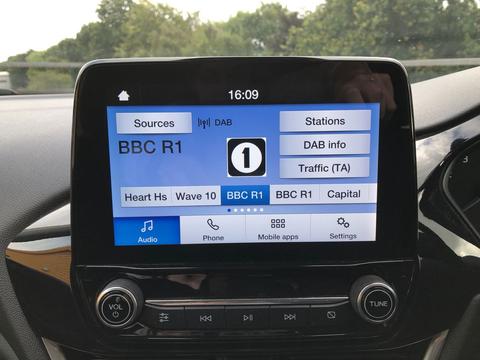 16:09
Sources DAB Stations
BBC R1 1 DAB info
Traffic (TA)
Heart Hs Wave 10 BBC R1 BBC R1 Capital
Audio Phone Mobile apps Settings
VOL TUNE